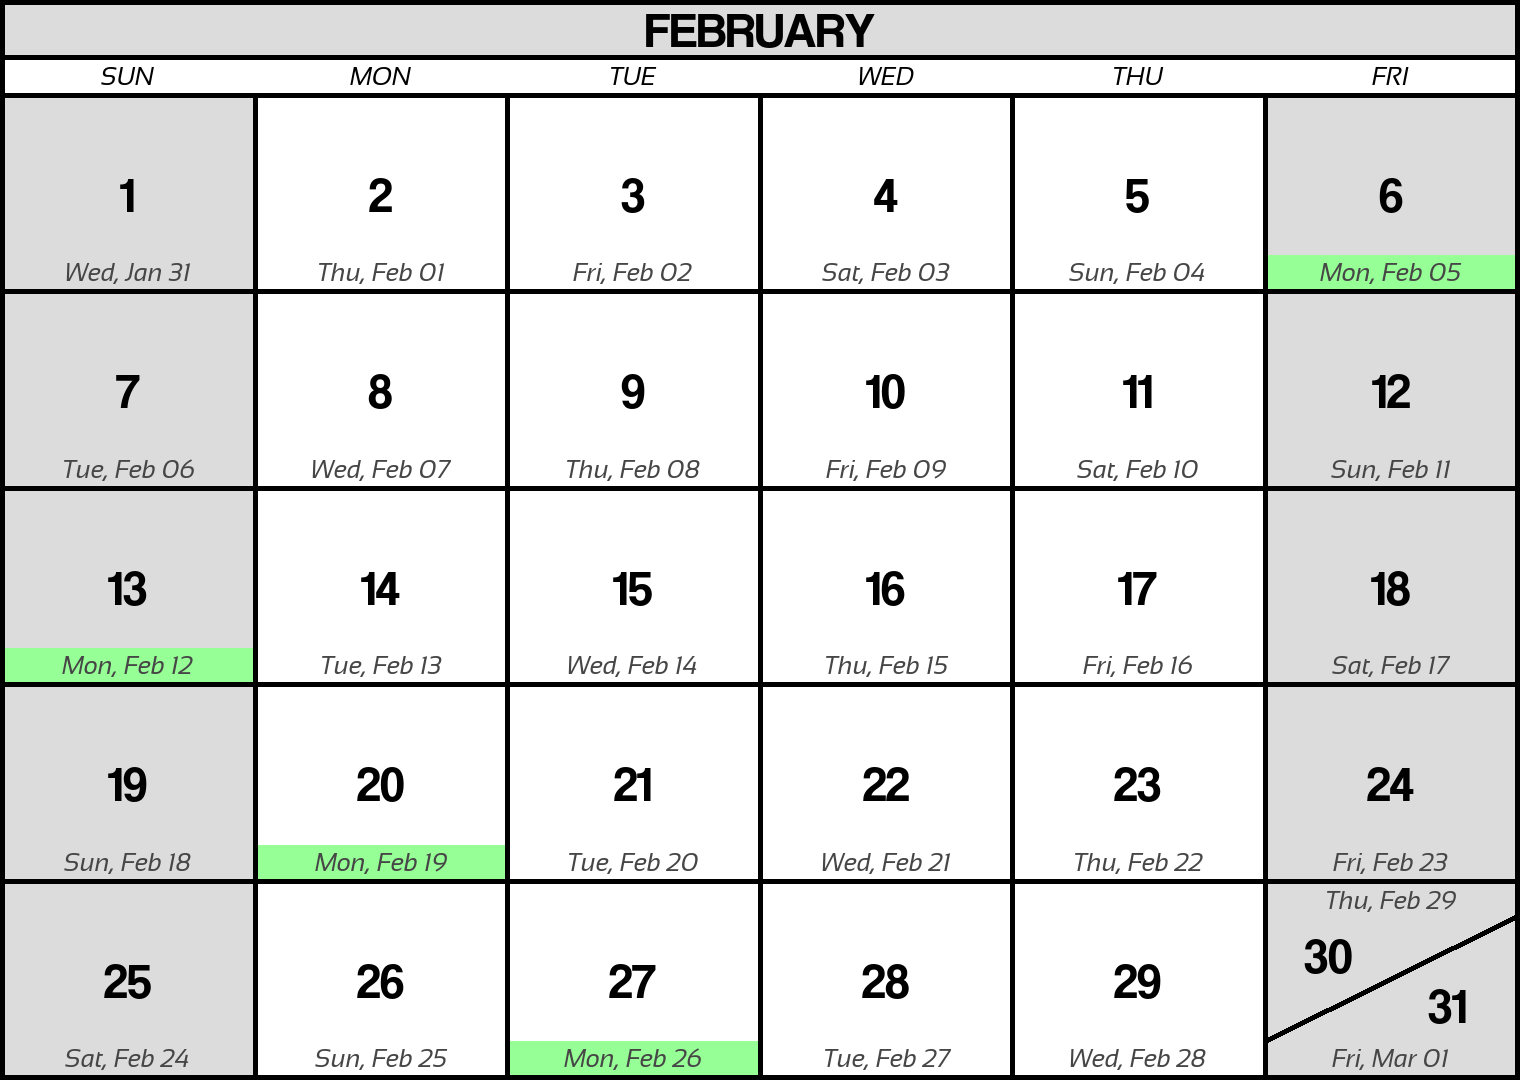 FEBRUARY
SUN MON TUE WED THU FRI
1 2 3 4 5 6
Wed, Jan 31 Thu, Feb 01 Fri, Feb 02 Sat, Feb 03 Sun, Feb 04 Mon, Feb 05
7 8 9 10 11 12
Tue, Feb 06 Wed, Feb 07 Thu, Feb 08 Fri, Feb 09 Sat, Feb 10 Sun, Feb 11
13 14 15 16 17 18
Mon, Feb 12 Tue, Feb 13 Wed, Feb 14 Thu, Feb 15 Fri, Feb 16 Sat, Feb 17
19 20 21 22 23 24
Sun, Feb 18 Mon, Feb 19 Tue, Feb 20 Wed, Feb 21 Thu, Feb 22 Fri, Feb 23
Thu, Feb 29
25 26 27 28 29 30
31
Sat, Feb 24 Sun, Feb 25 Mon, Feb 26 Tue, Feb 27 Wed, Feb 28 Fri, Mar 01